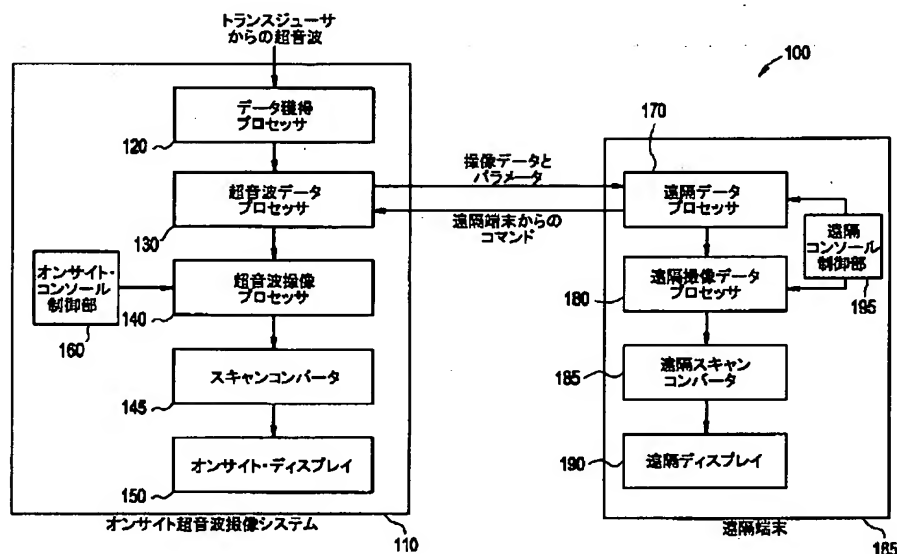 トランスジューサ
からの超音波
100
データ獲得
プロセッサ
120
超音波データ
プロセッサ
130
オンサイト・
コンソール
制御部
160
超音波撮像
プロセッサ
140
スキャンコンバータ
145
オンサイト・ディスプレイ
150
オンサイト超音波撮像システム
110
撮像データと
パラメータ
遠隔端末からの
コマンド
170
遠隔データ
プロセッサ
遠隔
コンソール
制御部
195
遠隔撮像データ
プロセッサ
180
遠隔スキャン
コンバータ
185
遠隔ディスプレイ
190
遠隔端末
165